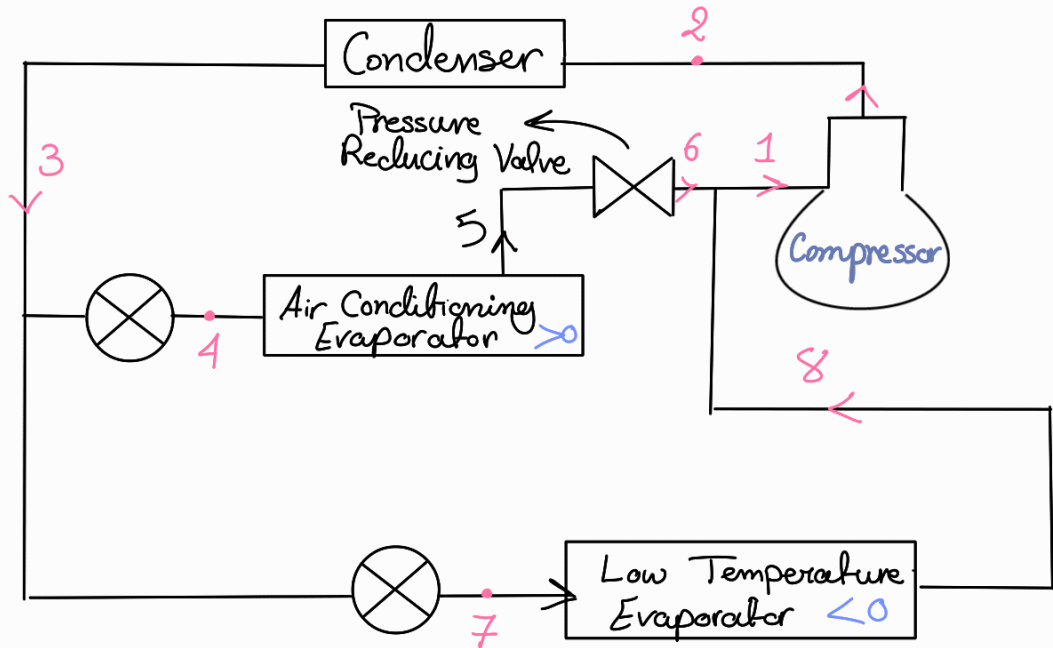 2
Condenser
Pressure
Reducing Valve
6
1
3
5
Compressor
Air Conditioning
Evaporator >0
4
8
Low Temperature
Evaporator <0
7